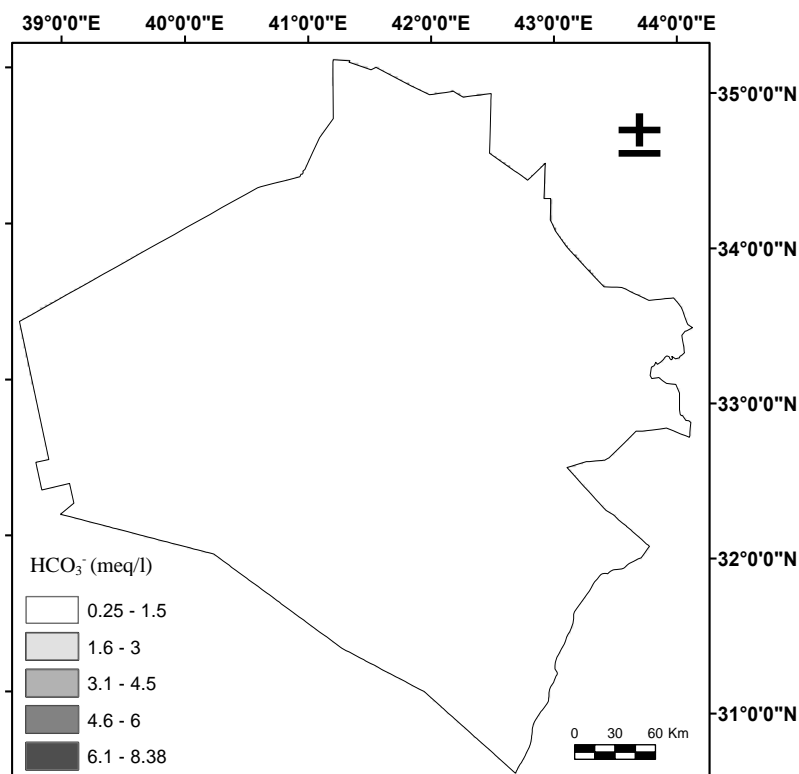 39°0'0"E 40°0'0"E 41°0'0"E 42°0'0"E 43°0'0"E 44°0'0"E
35°0'0"N
34°0'0"N
33°0'0"N
32°0'0"N
31°0'0"N
HCO₃⁻ (meq/l)
0.25 - 1.5
1.6 - 3
3.1 - 4.5
4.6 - 6
6.1 - 8.38
0 30 60 Km